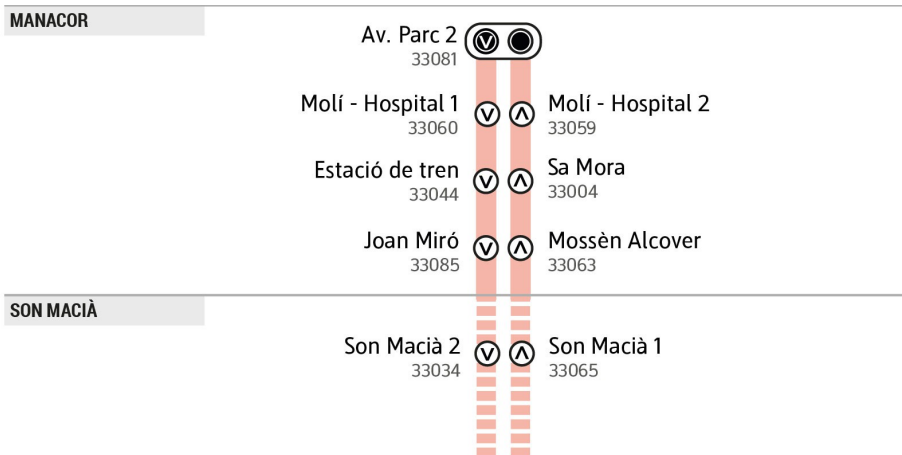 MANACOR
Av. Parc 2
33081
Molí - Hospital 1
33060
Molí - Hospital 2
33059
Estació de tren
33044
Sa Mora
33004
Joan Miró
33085
Mossèn Alcover
33063
SON MACIÀ
Son Macià 2
33034
Son Macià 1
33065